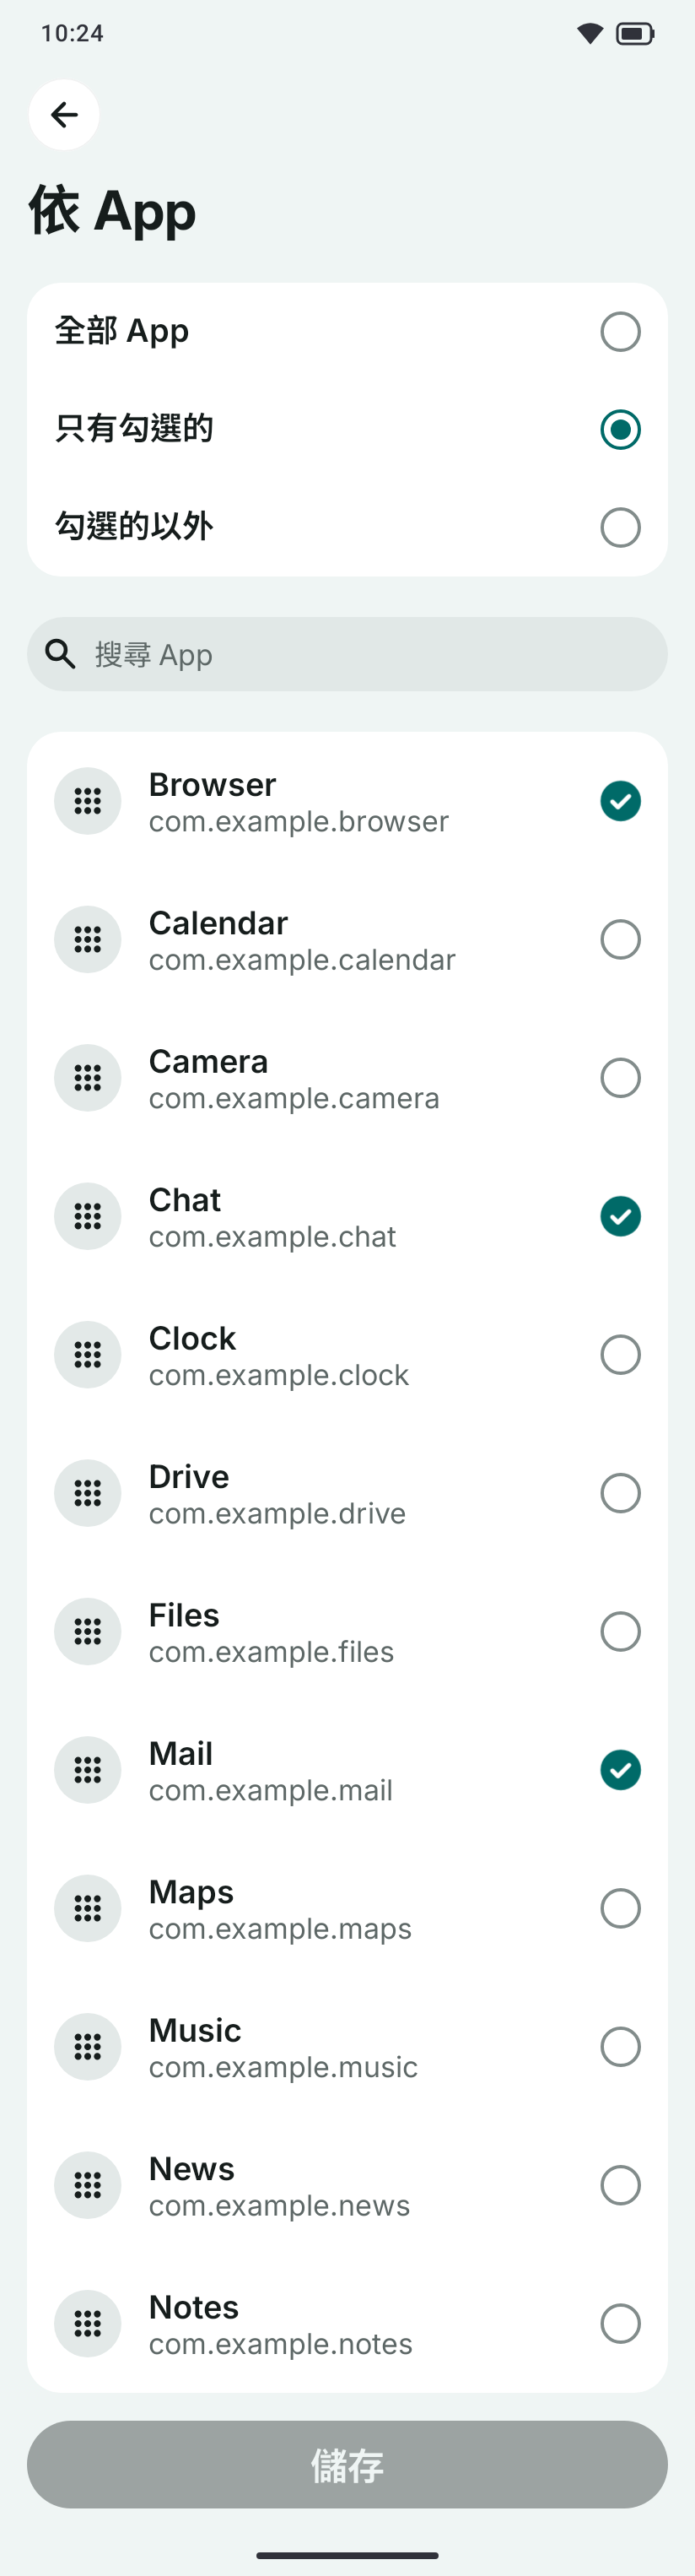 10:24
依 App
全部 App
只有勾選的
勾選的以外
搜尋 App
Browser
com.example.browser
Calendar
com.example.calendar
Camera
com.example.camera
Chat
com.example.chat
Clock
com.example.clock
Drive
com.example.drive
Files
com.example.files
Mail
com.example.mail
Maps
com.example.maps
Music
com.example.music
News
com.example.news
Notes
com.example.notes
儲存